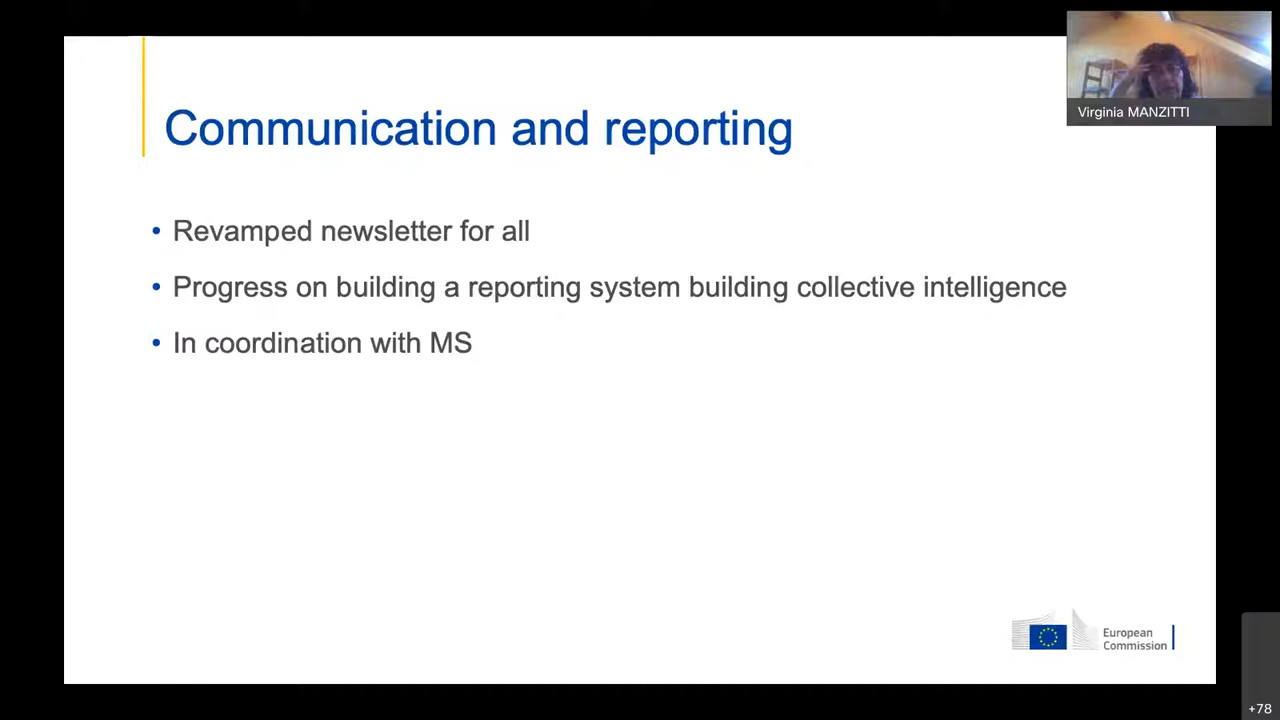 Virginia MANZITTI
Communication and reporting
• Revamped newsletter for all
• Progress on building a reporting system building collective intelligence
• In coordination with MS
European
Commission
+78